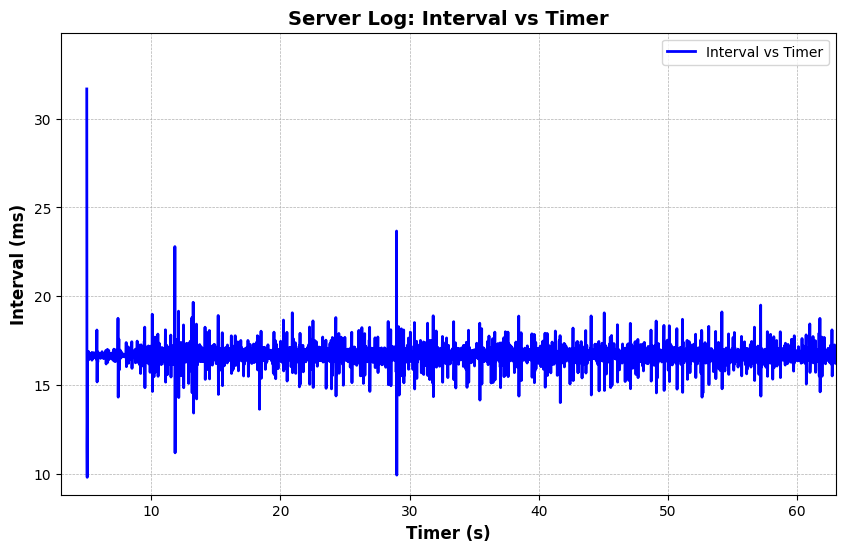 Server Log: Interval vs Timer
Interval vs Timer
Interval (ms)
30
25
20
15
10
10 20 30 40 50 60
Timer (s)